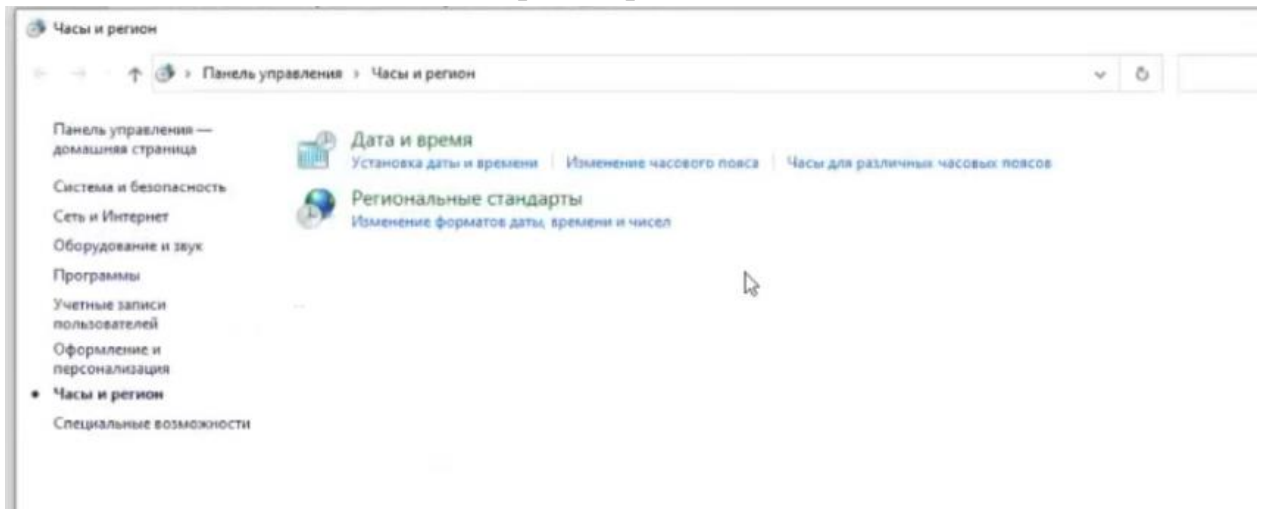 Часы и регион
Панель управления › Часы и регион
Панель управления —
домашняя страница
Система и безопасность
Сеть и Интернет
Оборудование и звук
Программы
Учетные записи
пользователей
Оформление и
персонализация
Часы и регион
Специальные возможности
Дата и время
Установка даты и времени | Изменение часового пояса | Часы для различных часовых поясов
Региональные стандарты
Изменение форматов даты, времени и чисел